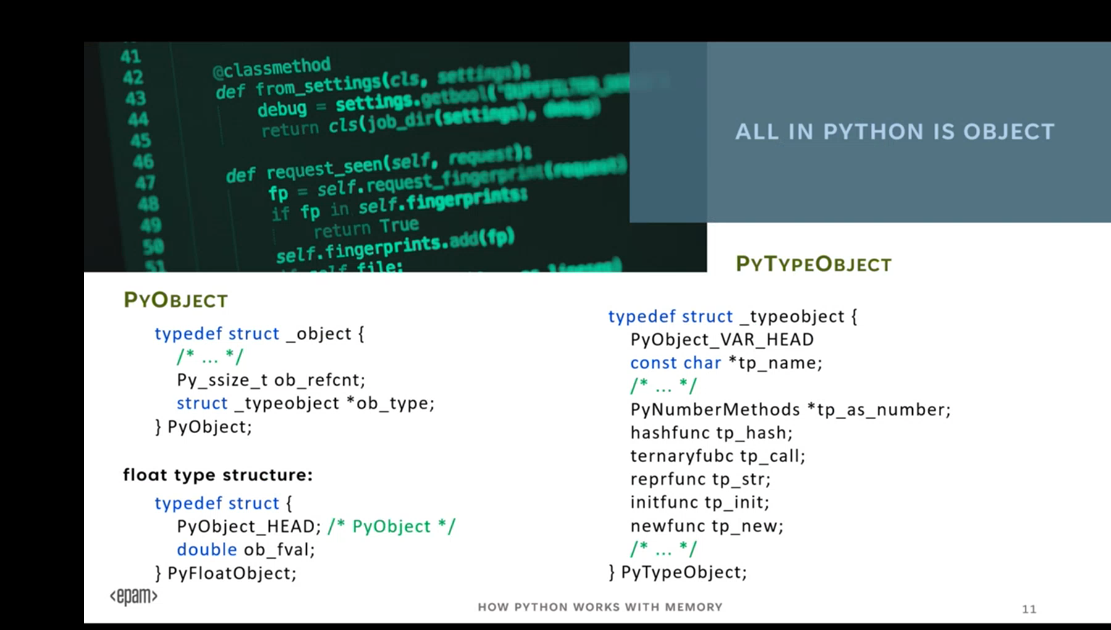 41
42 @classmethod
43 def from_settings(cls, settings):
44 debug = settings.getbool(
45 return cls(job_dir(settings), debug)
46
47 def request_seen(self, request):
48 fp = self.request_fingerprint(request)
49 if fp in self.fingerprints:
50 return True
51 self.fingerprints.add(fp)
if self.file:
ALL IN PYTHON IS OBJECT
PYOBJECT
typedef struct _object {
/* ... */
Py_ssize_t ob_refcnt;
struct _typeobject *ob_type;
} PyObject;
float type structure:
typedef struct {
PyObject_HEAD; /* PyObject */
double ob_fval;
} PyFloatObject;
PYTYPEOBJECT
typedef struct _typeobject {
PyObject_VAR_HEAD
const char *tp_name;
/* ... */
PyNumberMethods *tp_as_number;
hashfunc tp_hash;
ternaryfubc tp_call;
reprfunc tp_str;
initfunc tp_init;
newfunc tp_new;
/* ... */
} PyTypeObject;
<epam>
HOW PYTHON WORKS WITH MEMORY
11